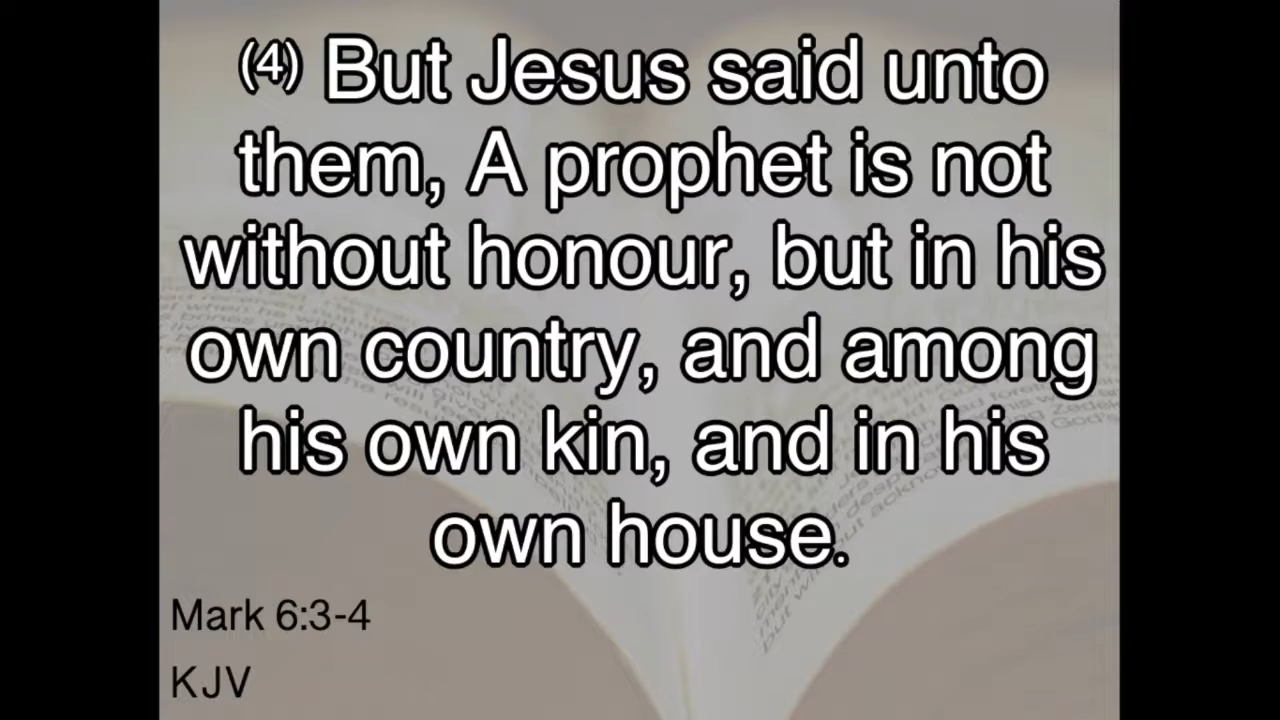 (4) But Jesus said unto
them, A prophet is not
without honour, but in his
own country, and among
his own kin, and in his
own house.
Mark 6:3-4
KJV